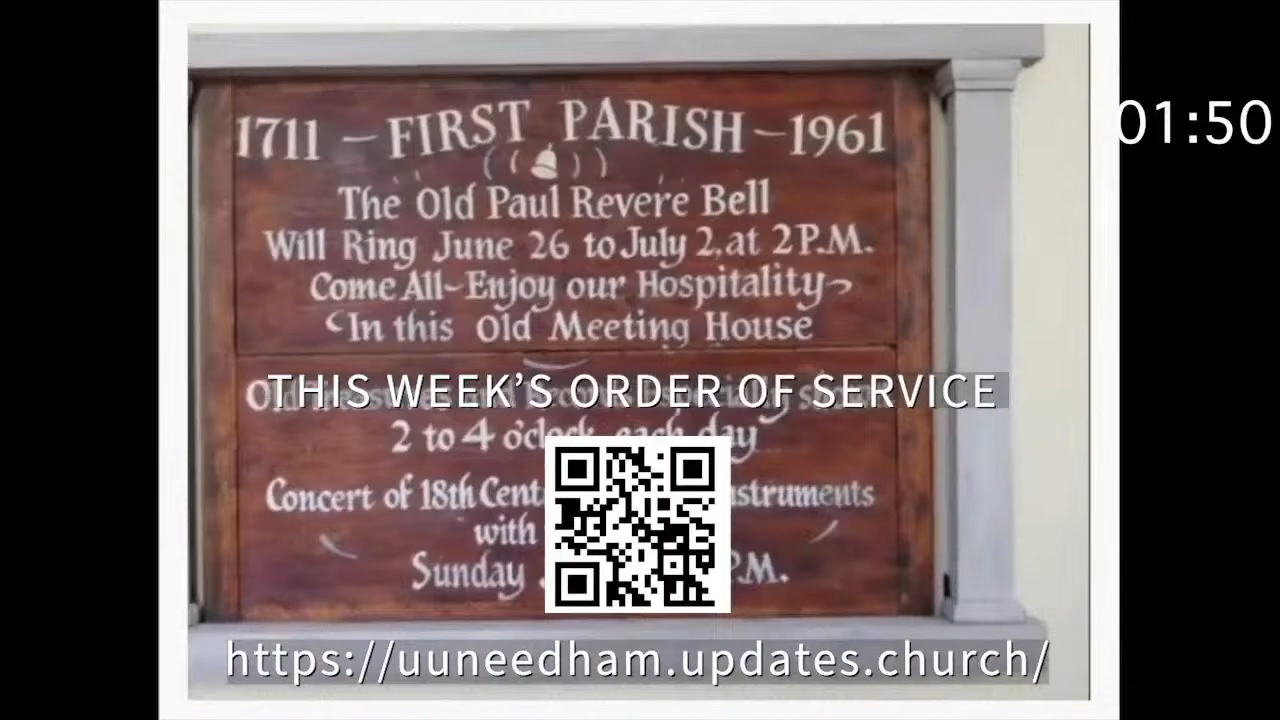 1711 – FIRST PARISH – 1961
01:50
The Old Paul Revere Bell
Will Ring June 26 to July 2, at 2 P.M.
Come All~Enjoy our Hospitality
In this Old Meeting House
THIS WEEK'S ORDER OF SERVICE
Old
2 to 4 o'clock each day
Concert of 18th
with
Sunday P.M.
https://uuneedham.updates.church/